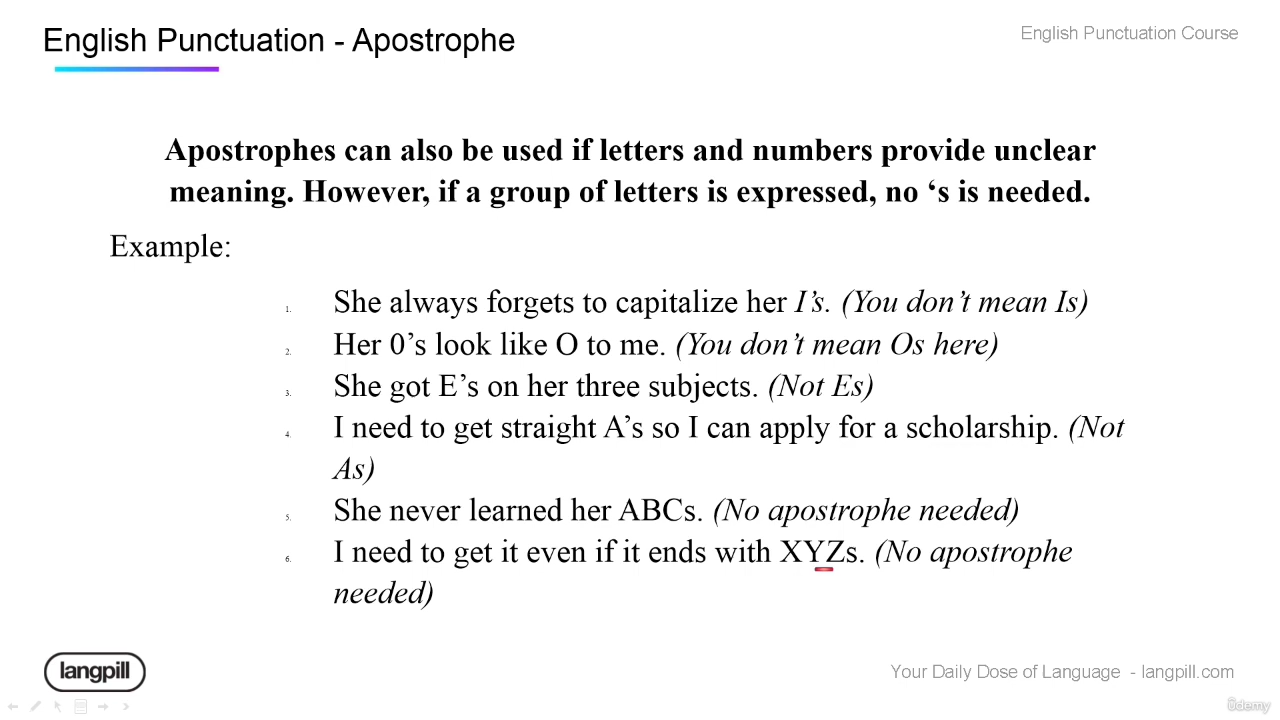 English Punctuation - Apostrophe
English Punctuation Course
Apostrophes can also be used if letters and numbers provide unclear
meaning. However, if a group of letters is expressed, no ‘s is needed.
Example:
1. She always forgets to capitalize her I’s. (You don’t mean Is)
2. Her 0’s look like O to me. (You don’t mean Os here)
3. She got E’s on her three subjects. (Not Es)
4. I need to get straight A’s so I can apply for a scholarship. (Not
As)
5. She never learned her ABCs. (No apostrophe needed)
6. I need to get it even if it ends with XYZs. (No apostrophe
needed)
langpill
Your Daily Dose of Language - langpill.com
ûdemy